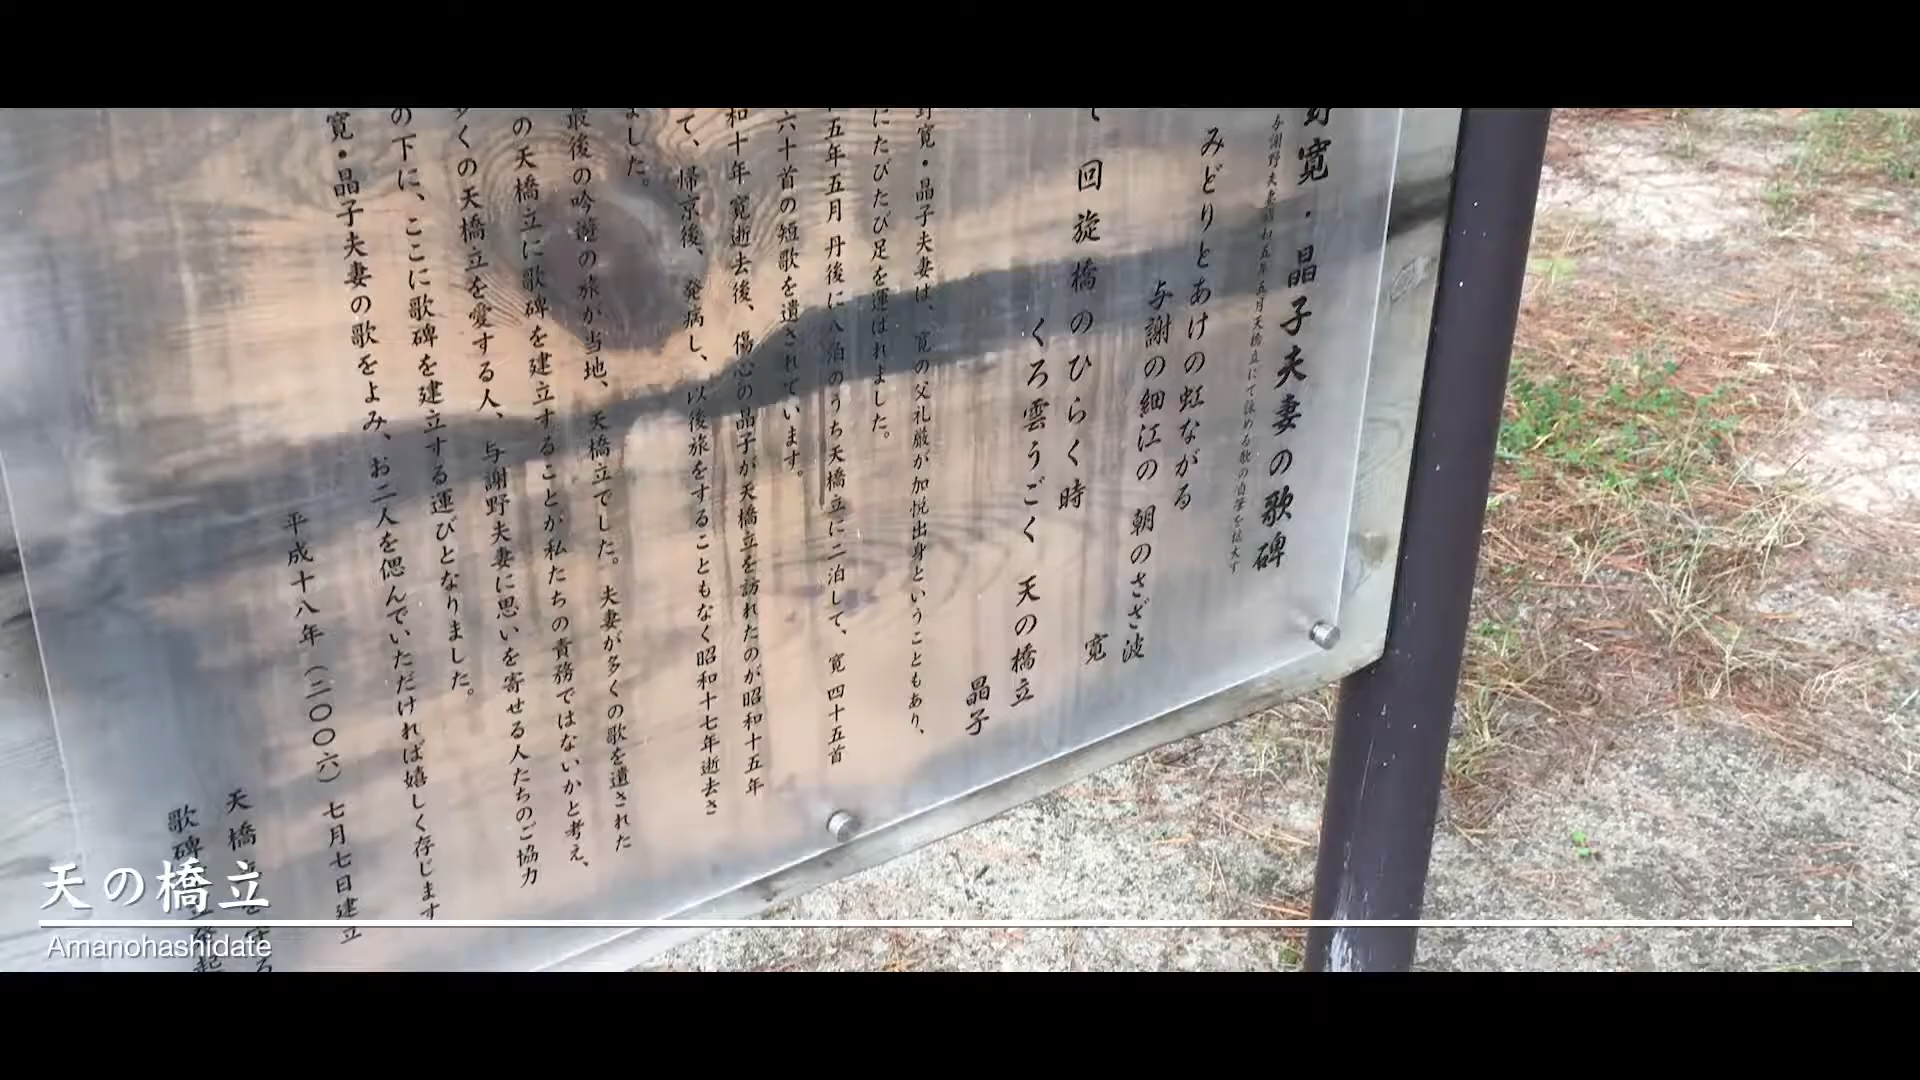 野寛・晶子夫妻の歌碑
与謝野夫妻昭和五年五月天橋立にて詠める歌の自筆を拡大す
みどりとあけの虹ながる
与謝の細江の 朝のさざ波
寛
て 回旋橋のひらく時
くろ雲うごく 天の橋立
晶子
野寛・晶子夫妻は、寛の父礼厳が加悦出身ということもあり、
にたびたび足を運ばれました。
五年五月 丹後に八泊のうち天橋立に二泊して、寛 四十五首
六十首の短歌を遺されています。
和十年 寛逝去後、傷心の晶子が天橋立を訪れたのが昭和十五年
て、帰京後、発病し、以後旅をすることもなく昭和十七年逝去さ
ました。
最後の吟遊の旅が当地、天橋立でした。夫妻が多くの歌を遺された
の天橋立に歌碑を建立することが私たちの責務ではないかと考え、
多くの天橋立を愛する人、与謝野夫妻に思いを寄せる人たちのご協力
の下に、ここに歌碑を建立する運びとなりました。
寛・晶子夫妻の歌をよみ、お二人を偲んでいただければ嬉しく存じます
平成十八年（二〇〇六）七月七日建立
天橋
歌碑
天の橋立
Amanohashidate